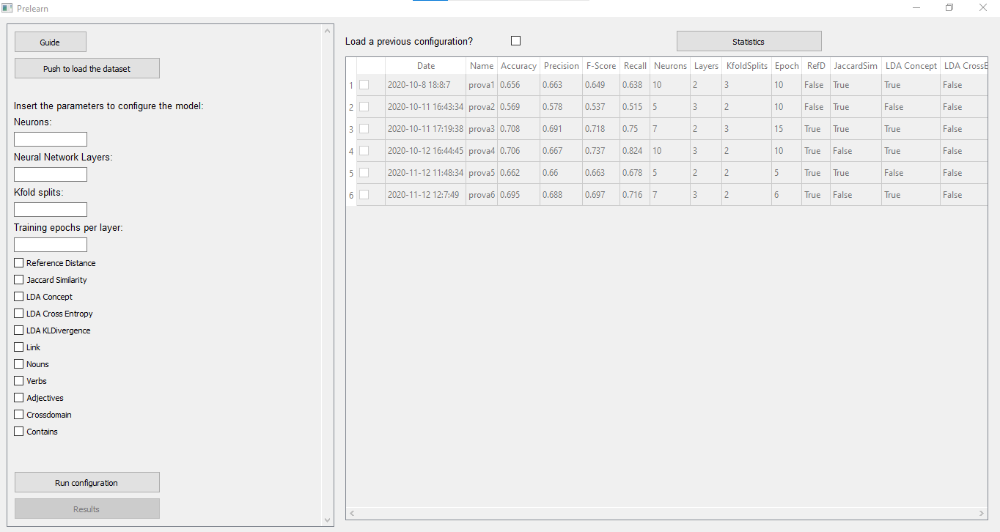 Prelearn
Guide
Push to load the dataset
Insert the parameters to configure the model:
Neurons:
Neural Network Layers:
Kfold splits:
Training epochs per layer:
Reference Distance
Jaccard Similarity
LDA Concept
LDA Cross Entropy
LDA KLDivergence
Link
Nouns
Verbs
Adjectives
Crossdomain
Contains
Run configuration
Results
Load a previous configuration?
Statistics
Date Name Accuracy Precision F-Score Recall Neurons Layers KfoldSplits Epoch RefD JaccardSim LDA Concept LDA CrossE
1 2020-10-8 18:8:7 prova1 0.656 0.663 0.649 0.638 10 2 3 10 False True True False
2 2020-10-11 16:43:34 prova2 0.569 0.578 0.537 0.515 5 3 2 10 False True False False
3 2020-10-11 17:19:38 prova3 0.708 0.691 0.718 0.75 7 2 3 15 True True True False
4 2020-10-12 16:44:45 prova4 0.706 0.667 0.737 0.824 10 3 2 10 True False True False
5 2020-11-12 11:48:34 prova5 0.662 0.66 0.663 0.678 5 2 2 5 True True False False
6 2020-11-12 12:7:49 prova6 0.695 0.688 0.697 0.716 7 3 2 6 True False True False